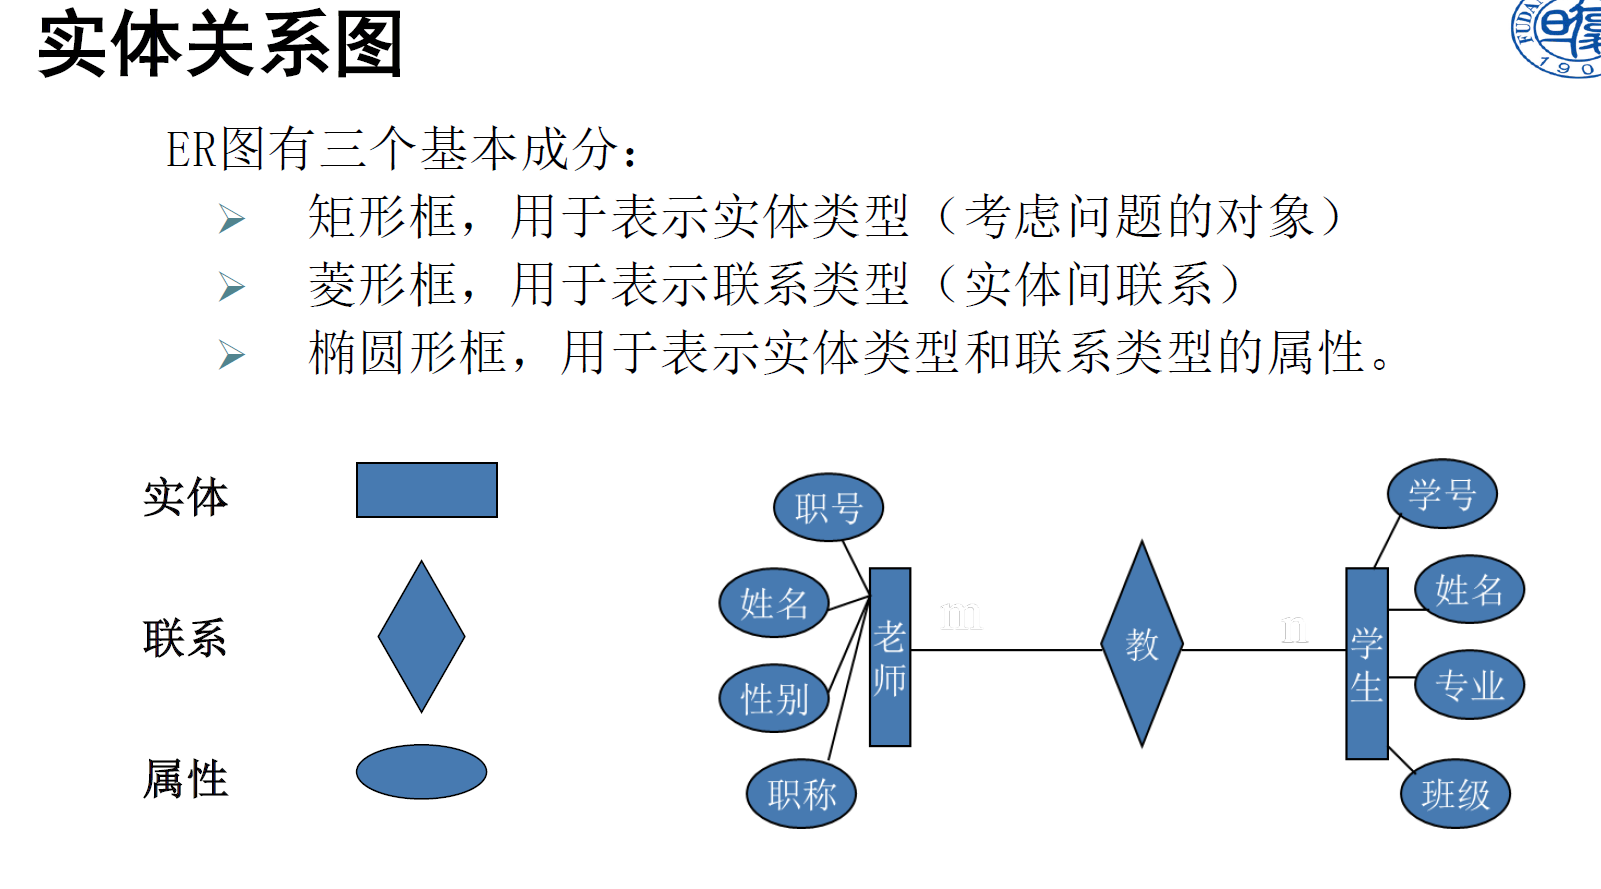 实体关系图
FUDAN
190
ER图有三个基本成分:
矩形框，用于表示实体类型（考虑问题的对象）
菱形框，用于表示联系类型（实体间联系）
椭圆形框，用于表示实体类型和联系类型的属性。
实体
联系
属性
职号
姓名
性别
职称
老师
m
教
n
学生
学号
姓名
专业
班级